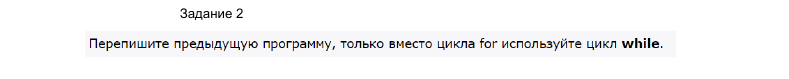 Задание 2
Перепишите предыдущую программу, только вместо цикла for используйте цикл while.